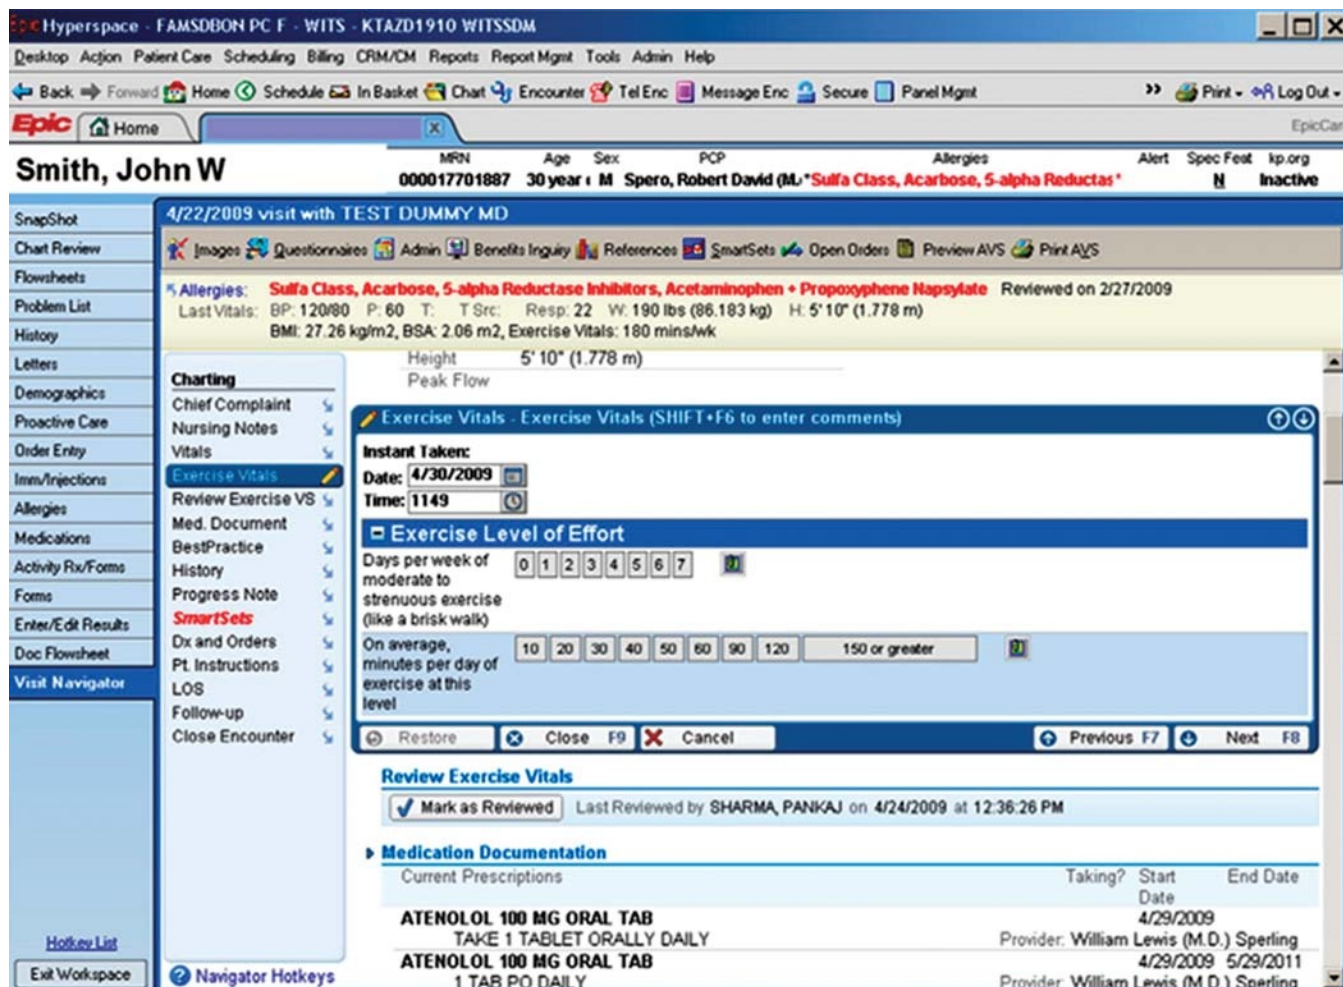 Epic Hyperspace - FAMSDBON PC F - WITS - KTAZD1910 WITSSDM
Desktop Action Patient Care Scheduling Billing CRM/CM Reports Report Mgmt Tools Admin Help
Back Forward Home Schedule In Basket Chart Encounter Tel Enc Message Enc Secure Panel Mgmt >> Print Log Out
Epic Home EpicCar
MRN Age Sex PCP Allergies Alert Spec Feat kp.org
Smith, John W 000017701887 30 year M Spero, Robert David (M. *Sulfa Class, Acarbose, 5-alpha Reductas* N Inactive
4/22/2009 visit with TEST DUMMY MD
Images Questionnaires Admin Benefits Inquiry References SmartSets Open Orders Preview AVS Print AVS
Allergies: Sulfa Class, Acarbose, 5-alpha Reductase Inhibitors, Acetaminophen + Propoxyphene Napsylate Reviewed on 2/27/2009
Last Vitals: BP: 120/80 P: 60 T: T Src: Resp: 22 W: 190 lbs (86.183 kg) H: 5' 10" (1.778 m)
BMI: 27.26 kg/m2, BSA: 2.06 m2, Exercise Vitals: 180 mins/wk
SnapShot
Chart Review
Flowsheets
Problem List
History
Letters
Demographics
Proactive Care
Order Entry
Imm/Injections
Allergies
Medications
Activity Rx/Forms
Forms
Enter/Edit Results
Doc Flowsheet
Visit Navigator
Hotkey List
Exit Workspace
Charting
Chief Complaint
Nursing Notes
Vitals
Exercise Vitals
Review Exercise VS
Med. Document
BestPractice
History
Progress Note
SmartSets
Dx and Orders
Pt. Instructions
LOS
Follow-up
Close Encounter
Navigator Hotkeys
Height 5' 10" (1.778 m)
Peak Flow
Exercise Vitals - Exercise Vitals (SHIFT+F6 to enter comments)
Instant Taken:
Date: 4/30/2009
Time: 1149
Exercise Level of Effort
Days per week of 0 1 2 3 4 5 6 7
moderate to
strenuous exercise
(like a brisk walk)
On average, 10 20 30 40 50 60 90 120 150 or greater
minutes per day of
exercise at this
level
Restore Close F9 Cancel Previous F7 Next F8
Review Exercise Vitals
Mark as Reviewed Last Reviewed by SHARMA, PANKAJ on 4/24/2009 at 12:36:26 PM
Medication Documentation
Current Prescriptions Taking? Start End Date
Date
ATENOLOL 100 MG ORAL TAB 4/29/2009
TAKE 1 TABLET ORALLY DAILY Provider: William Lewis (M.D.) Sperling
ATENOLOL 100 MG ORAL TAB 4/29/2009 5/29/2011
1 TAB PO DAILY Provider: William Lewis (M.D.) Sperling